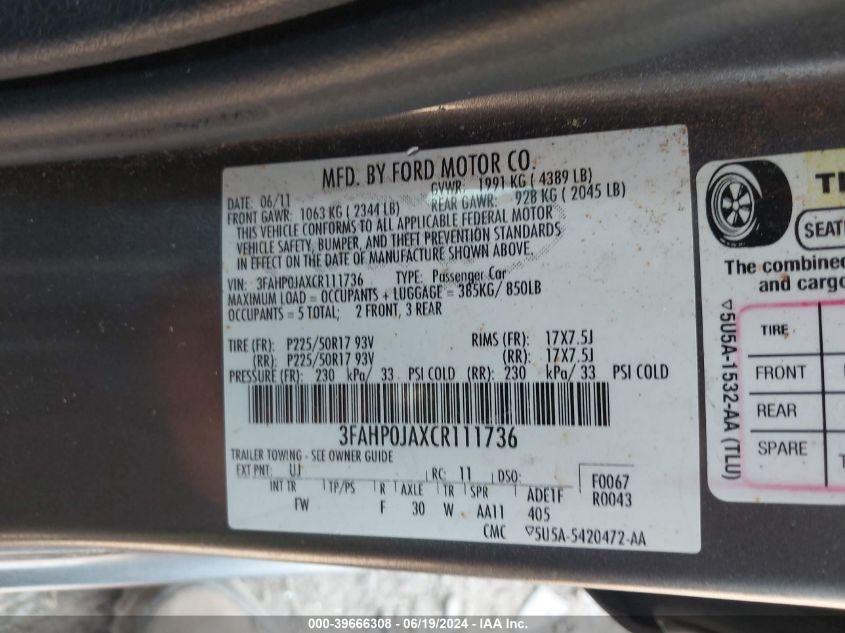 MFD. BY FORD MOTOR CO.
DATE: 06/11 GVWR: 1991 KG ( 4389 LB)
FRONT GAWR: 1063 KG ( 2344 LB) REAR GAWR: 928 KG ( 2045 LB)
THIS VEHICLE CONFORMS TO ALL APPLICABLE FEDERAL MOTOR
VEHICLE SAFETY, BUMPER, AND THEFT PREVENTION STANDARDS
IN EFFECT ON THE DATE OF MANUFACTURE SHOWN ABOVE.
VIN: 3FAHP0JAXCR111736 TYPE: Passenger Car
MAXIMUM LOAD = OCCUPANTS + LUGGAGE = 385KG/ 850LB
OCCUPANTS = 5 TOTAL; 2 FRONT, 3 REAR
TIRE (FR): P225/50R17 93V RIMS (FR): 17X7.5J
(RR): P225/50R17 93V (RR): 17X7.5J
PRESSURE (FR): 230 kPa/ 33 PSI COLD (RR): 230 kPa/ 33 PSI COLD
3FAHP0JAXCR111736
TRAILER TOWING - SEE OWNER GUIDE
EXT PNT: UJ RC: 11 DSO: F0067
INT TR TP/PS R AXLE TR SPR ADE1F R0043
FW F 30 W AA11 405
CMC ▽5U5A-5420472-AA
TI
SEATI
The combined
and cargo
TIRE
FRONT
REAR
SPARE
▽5U5A-1532-AA (TLU)
000-39666308 - 06/19/2024 - IAA Inc.